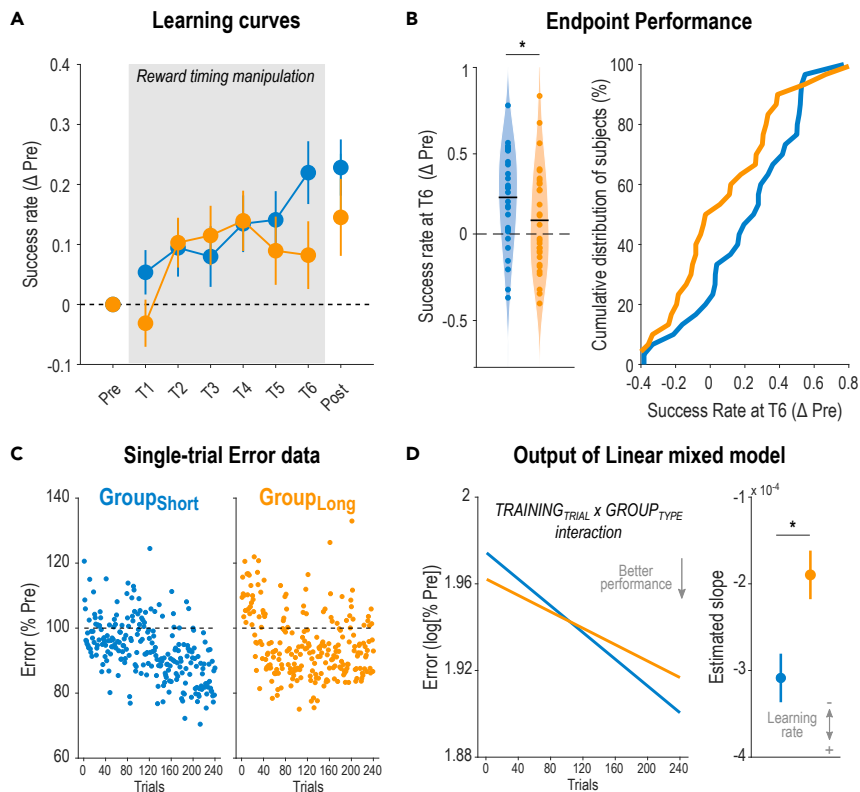 A
Learning curves
Reward timing manipulation
Success rate (Δ Pre)
0.4
0.3
0.2
0.1
0
-0.1
Pre
T1
T2
T3
T4
T5
T6
Post
B
Endpoint Performance
*
Success rate at T6 (Δ Pre)
1
0.5
0
-0.5
Cumulative distribution of subjects (%)
100
80
60
40
20
0
-0.4 -0.2 0 0.2 0.4 0.6 0.8
Success Rate at T6 (Δ Pre)
C
Single-trial Error data
GroupShort
GroupLong
Error (% Pre)
140
120
100
80
60
0 40 80 120 160 200 240
Trials
0 40 80 120 160 200 240
Trials
D
Output of Linear mixed model
TRAININGTRIAL x GROUPTYPE
interaction
Better
performance
Error (log[% Pre])
2
1.96
1.92
1.88
0 40 80 120 160 200 240
Trials
x 10-4
*
Estimated slope
-1
-2
-3
-4
Learning
rate
-
+